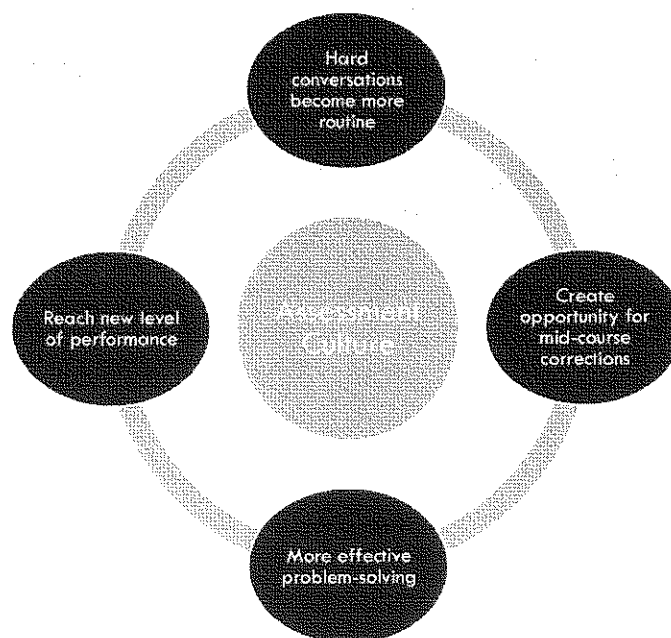 Hard
conversations
become more
routine
Reach new level
of performance
Assessment
Culture
Create
opportunity for
mid-course
corrections
More effective
problem-solving